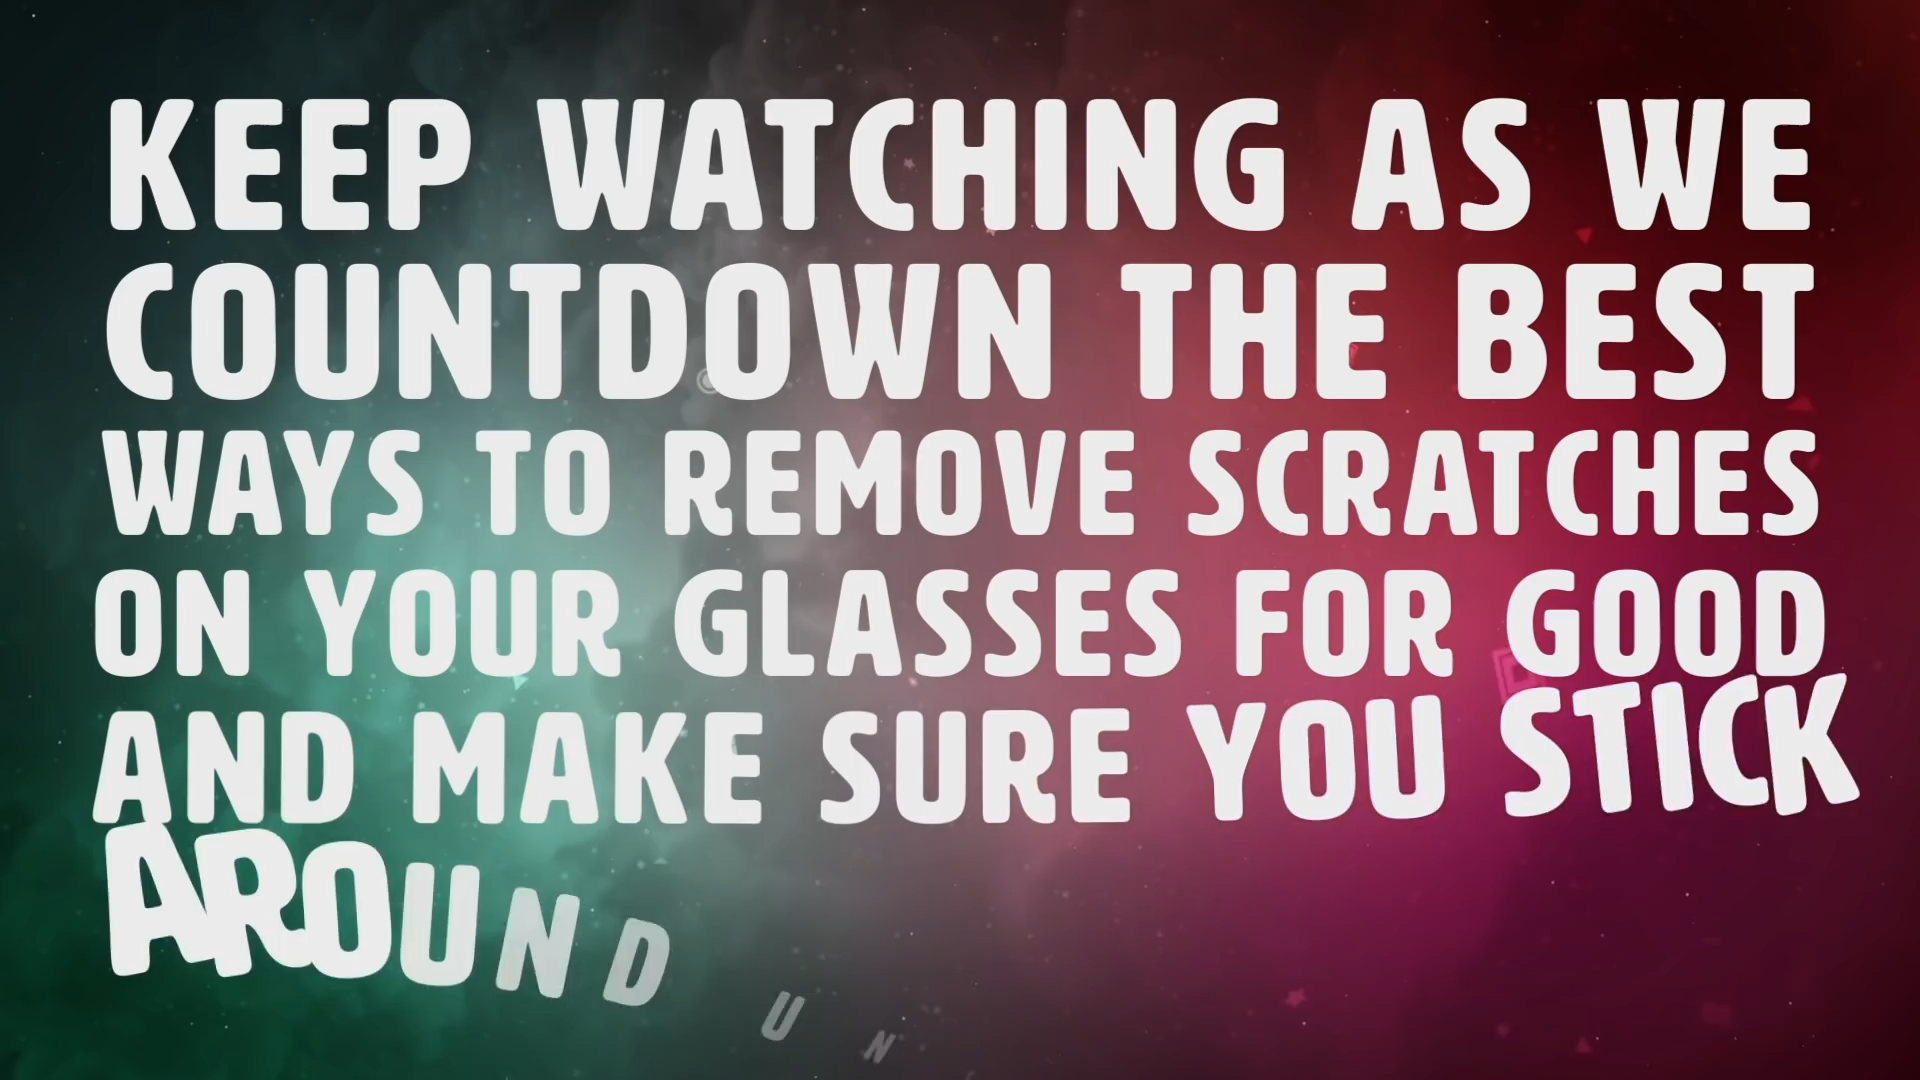 KEEP WATCHING AS WE
COUNTDOWN THE BEST
WAYS TO REMOVE SCRATCHES
ON YOUR GLASSES FOR GOOD
AND MAKE SURE YOU STICK
AROUND UN